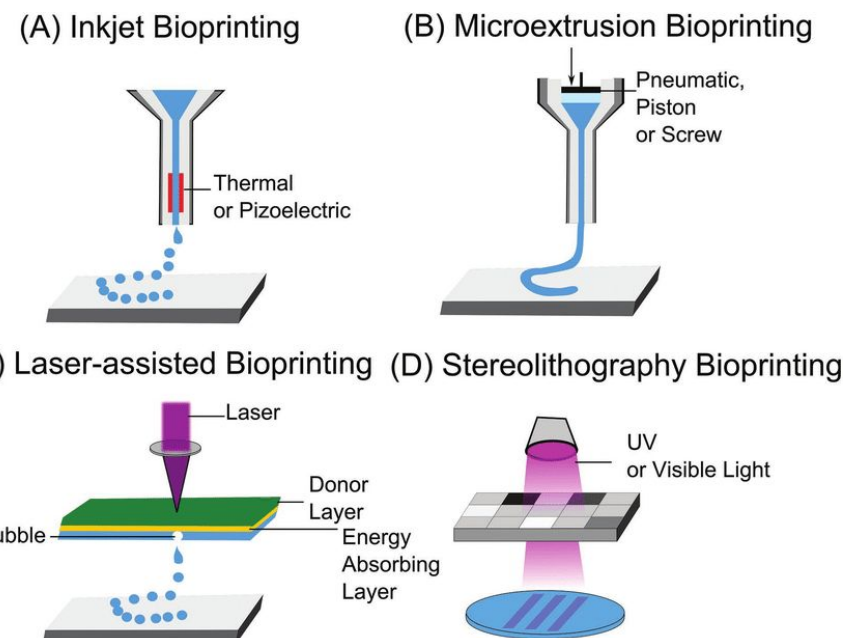 (A) Inkjet Bioprinting
(B) Microextrusion Bioprinting
Pneumatic,
Piston
or Screw
Thermal
or Pizoelectric
) Laser-assisted Bioprinting
(D) Stereolithography Bioprinting
Laser
UV
or Visible Light
Donor
Layer
ubble
Energy
Absorbing
Layer